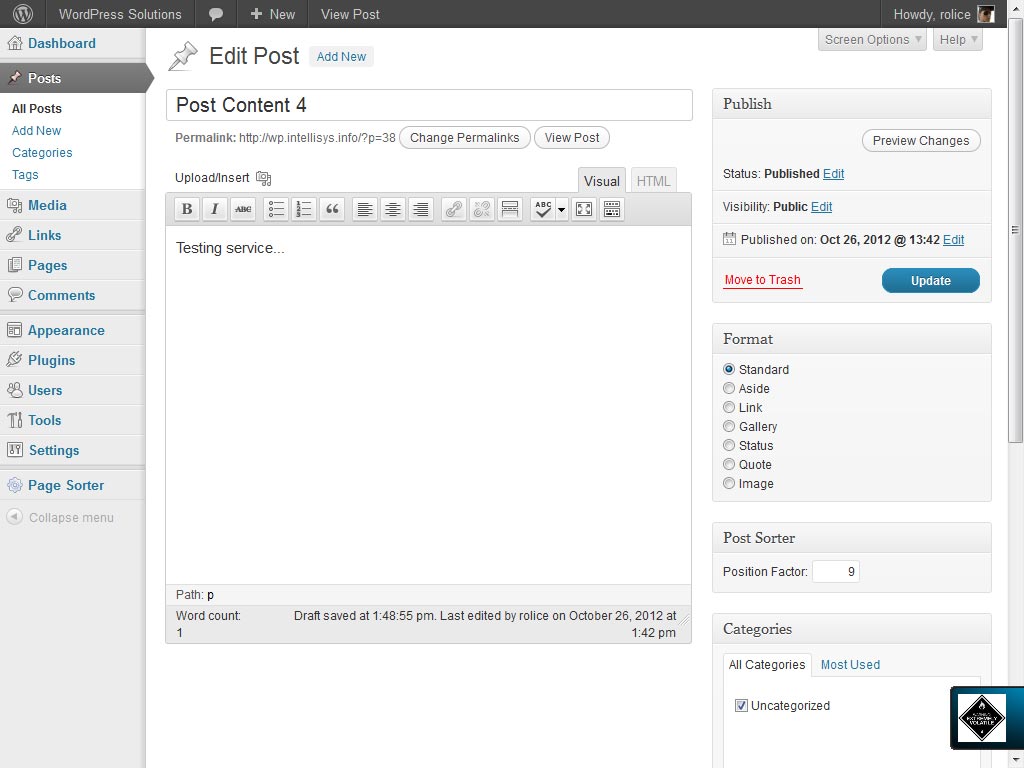 WordPress Solutions
New
View Post
Howdy, rolice
Dashboard
Posts
All Posts
Add New
Categories
Tags
Media
Links
Pages
Comments
Appearance
Plugins
Users
Tools
Settings
Page Sorter
Collapse menu
Screen Options
Help
Edit Post
Add New
Post Content 4
Permalink: http://wp.intellisys.info/?p=38
Change Permalinks
View Post
Upload/Insert
Visual
HTML
B
I
ABC
ABC
Testing service...
Path: p
Word count:
1
Draft saved at 1:48:55 pm. Last edited by rolice on October 26, 2012 at
1:42 pm
Publish
Preview Changes
Status: Published Edit
Visibility: Public Edit
Published on: Oct 26, 2012 @ 13:42 Edit
Move to Trash
Update
Format
Standard
Aside
Link
Gallery
Status
Quote
Image
Post Sorter
Position Factor: 9
Categories
All Categories
Most Used
Uncategorized
EXTREMELY
VOLATILE